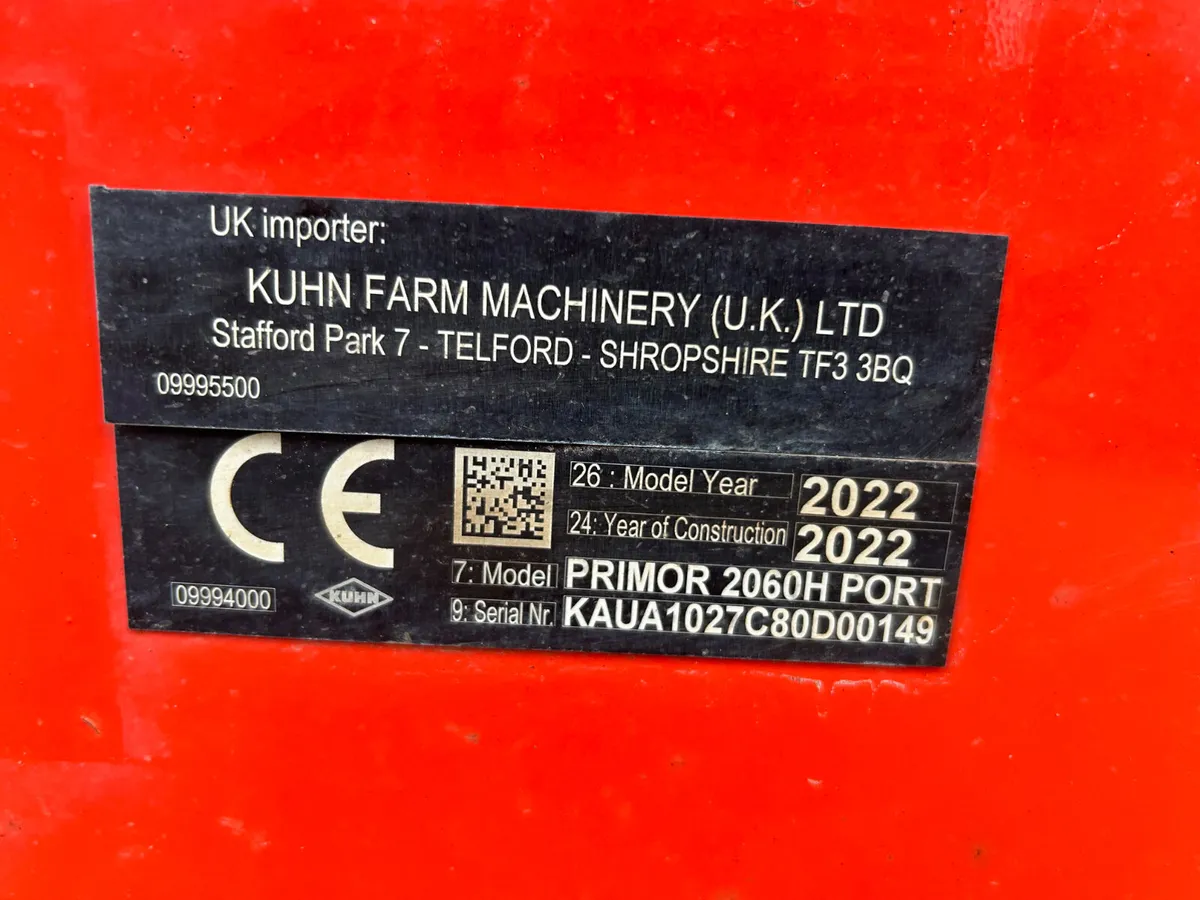 UK importer:
KUHN FARM MACHINERY (U.K.) LTD
Stafford Park 7 - TELFORD - SHROPSHIRE TF3 3BQ
09995500
CE
26 : Model Year 2022
24: Year of Construction 2022
7: Model PRIMOR 2060H PORT
9: Serial Nr. KAUA1027C80D00149
09994000
KUHN